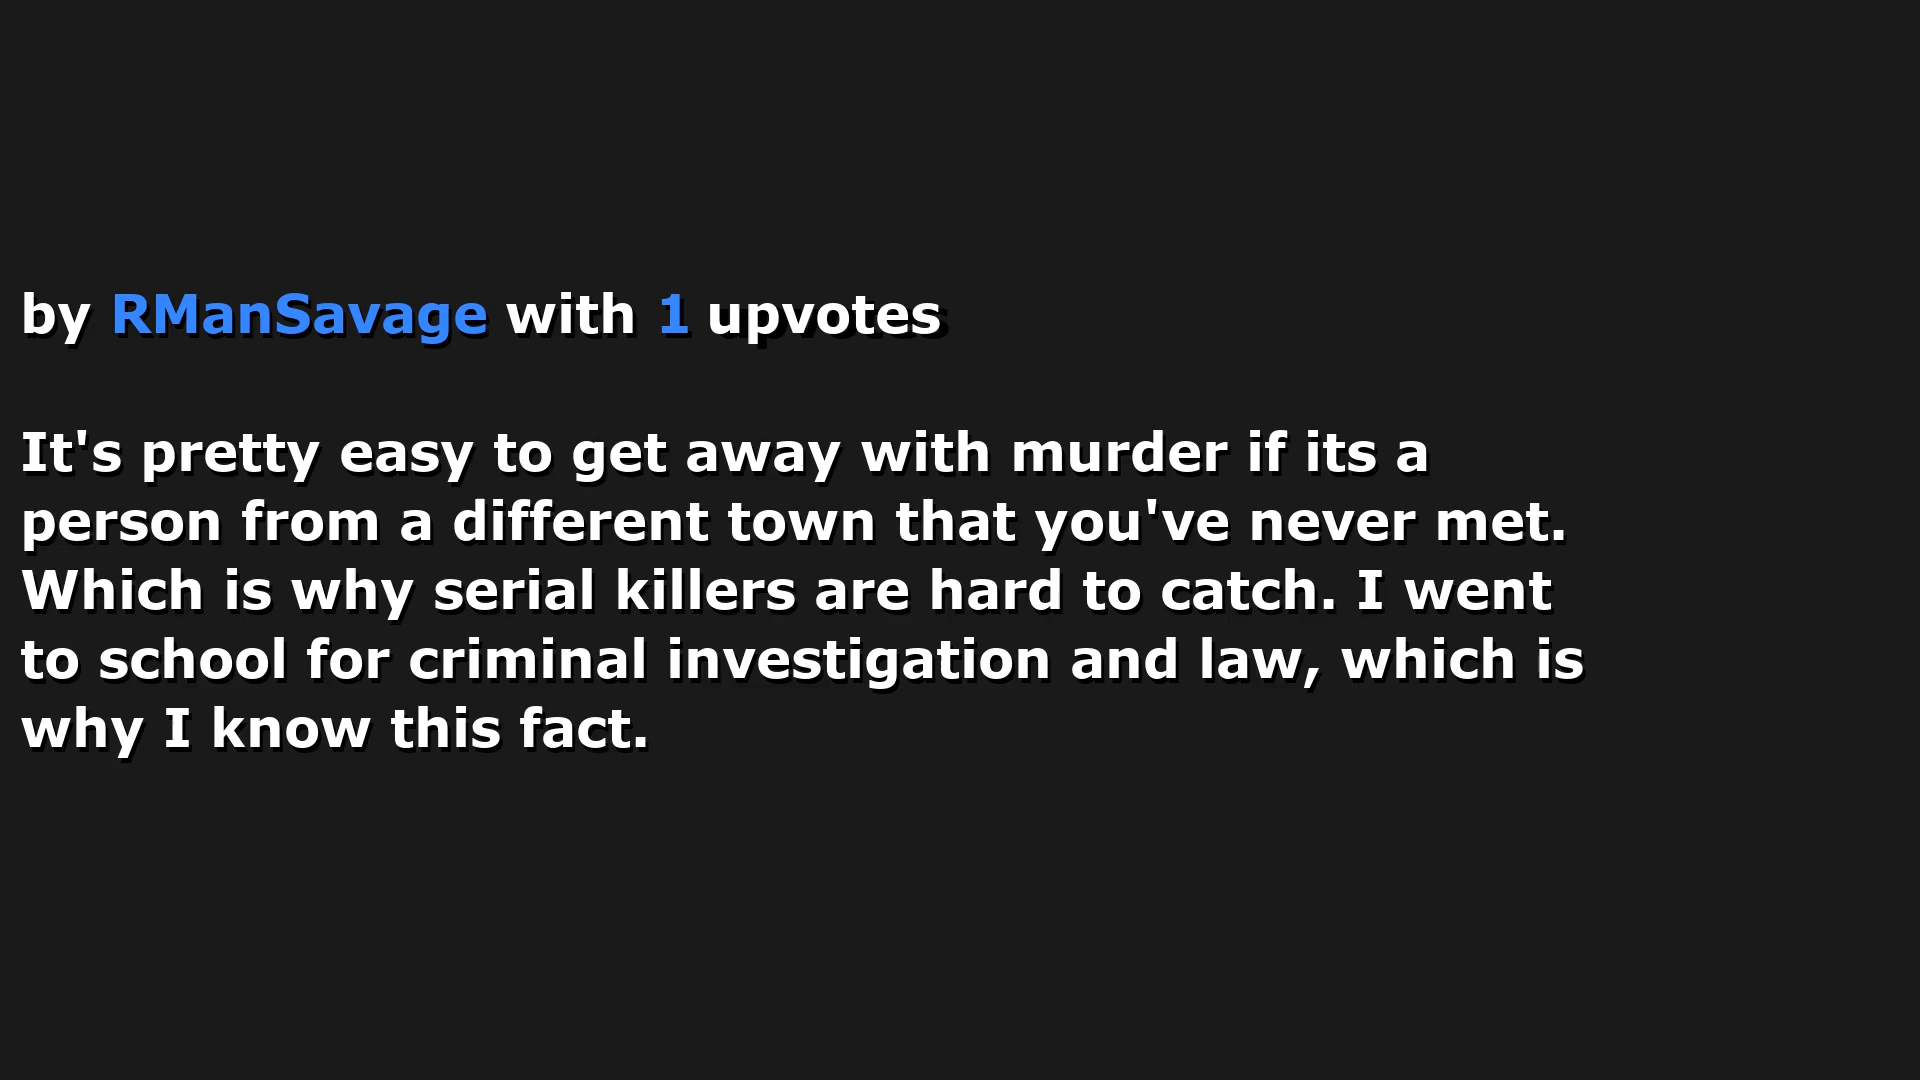 by RManSavage with 1 upvotes
It's pretty easy to get away with murder if its a
person from a different town that you've never met.
Which is why serial killers are hard to catch. I went
to school for criminal investigation and law, which is
why I know this fact.